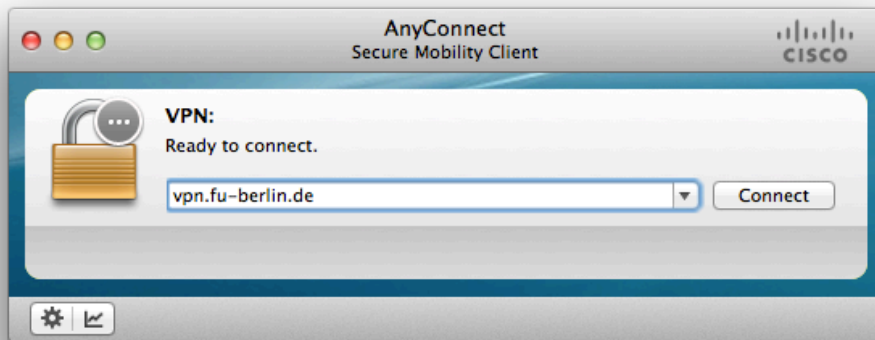 AnyConnect
Secure Mobility Client
CISCO
VPN:
Ready to connect.
vpn.fu-berlin.de
Connect